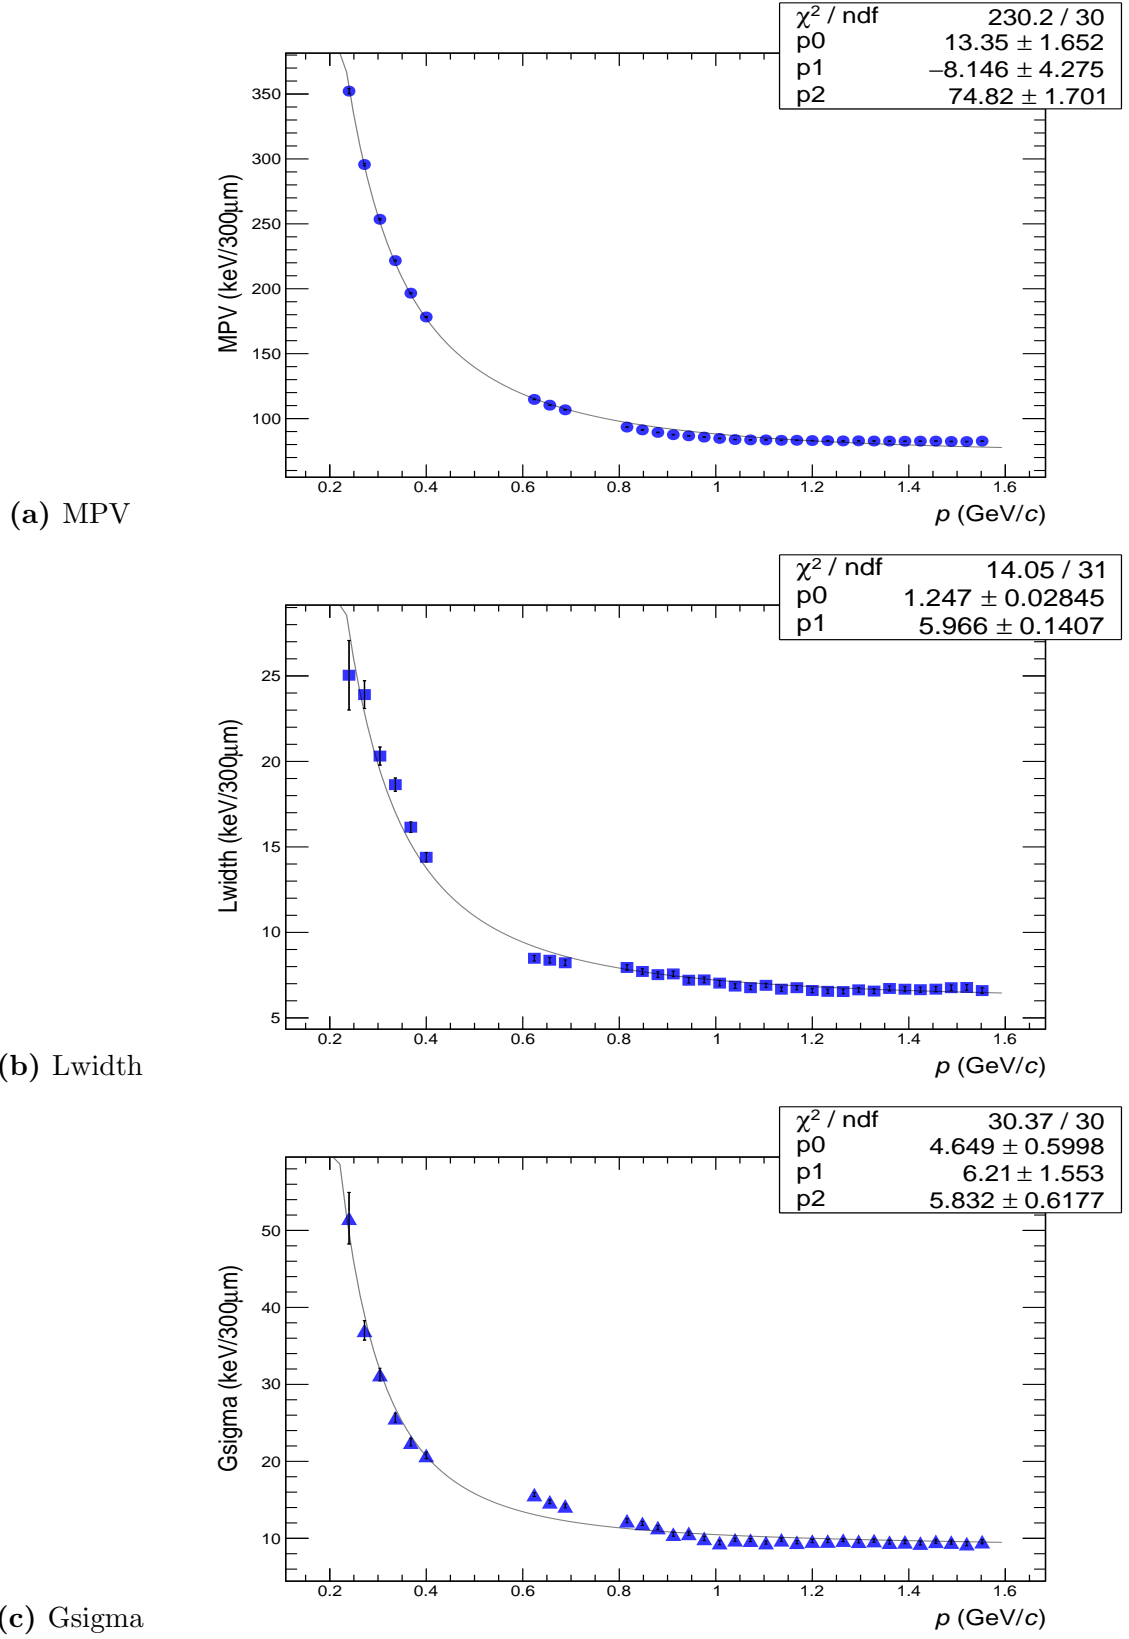 χ² / ndf 230.2 / 30
p0 13.35 ± 1.652
p1 −8.146 ± 4.275
p2 74.82 ± 1.701
MPV (keV/300μm)
350
300
250
200
150
100
0.2 0.4 0.6 0.8 1 1.2 1.4 1.6
p (GeV/c)
(a) MPV
χ² / ndf 14.05 / 31
p0 1.247 ± 0.02845
p1 5.966 ± 0.1407
Lwidth (keV/300μm)
25
20
15
10
5
0.2 0.4 0.6 0.8 1 1.2 1.4 1.6
p (GeV/c)
(b) Lwidth
χ² / ndf 30.37 / 30
p0 4.649 ± 0.5998
p1 6.21 ± 1.553
p2 5.832 ± 0.6177
Gsigma (keV/300μm)
50
40
30
20
10
0.2 0.4 0.6 0.8 1 1.2 1.4 1.6
p (GeV/c)
(c) Gsigma